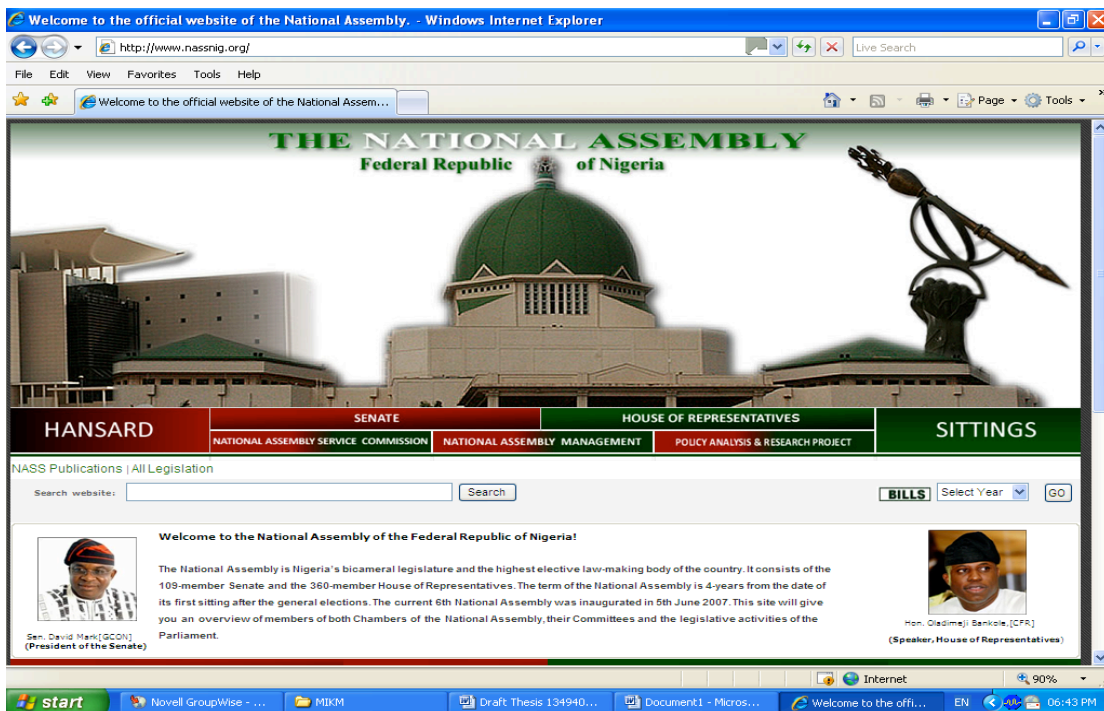 Welcome to the official website of the National Assembly. - Windows Internet Explorer
http://www.nassnig.org/
Live Search
File Edit View Favorites Tools Help
Welcome to the official website of the National Assem...
Page Tools
THE NATIONAL ASSEMBLY
Federal Republic of Nigeria
HANSARD
SENATE
HOUSE OF REPRESENTATIVES
SITTINGS
NATIONAL ASSEMBLY SERVICE COMMISSION
NATIONAL ASSEMBLY MANAGEMENT
POLICY ANALYSIS & RESEARCH PROJECT
NASS Publications | All Legislation
Search website:
Search
BILLS
Select Year
GO
Welcome to the National Assembly of the Federal Republic of Nigeria!
The National Assembly is Nigeria's bicameral legislature and the highest elective law-making body of the country. It consists of the
109-member Senate and the 360-member House of Representatives. The term of the National Assembly is 4-years from the date of
its first sitting after the general elections. The current 6th National Assembly was inaugurated in 5th June 2007. This site will give
you an overview of members of both Chambers of the National Assembly, their Committees and the legislative activities of the
Parliament.
Sen. David Mark[GCON]
(President of the Senate)
Hon. Oladimeji Bankole,[CFR]
(Speaker, House of Representatives)
Internet
90%
start
Novell GroupWise - ...
MIKM
Draft Thesis 134940...
Document1 - Micros...
Welcome to the offi...
EN
06:43 PM